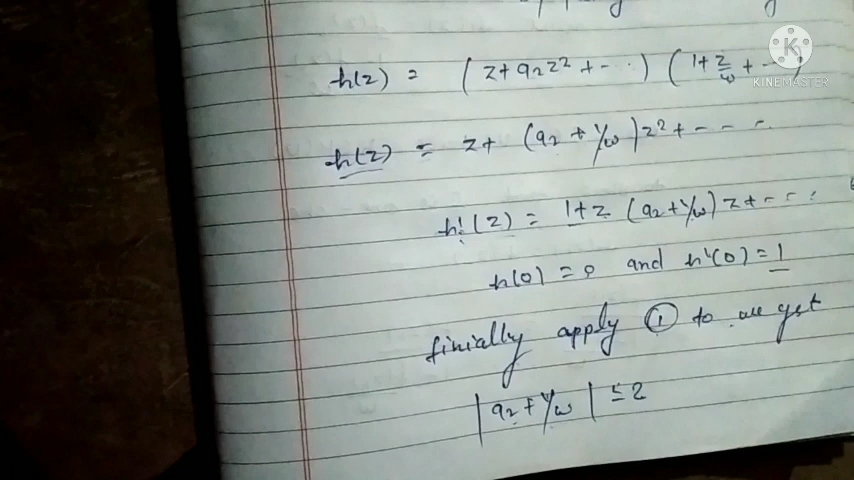 h(z) = (z + a2z² + - - ) (1 + z/w + - - )
KINEMASTER
h(z) = z + (a2 + 1/w) z² + - - - -
h'(z) = 1 + 2 (a2 + 1/w) z + - - - -
h(0) = 0 and h'(0) = 1
finially apply ① to we get
|a2 + 1/w| ≤ 2